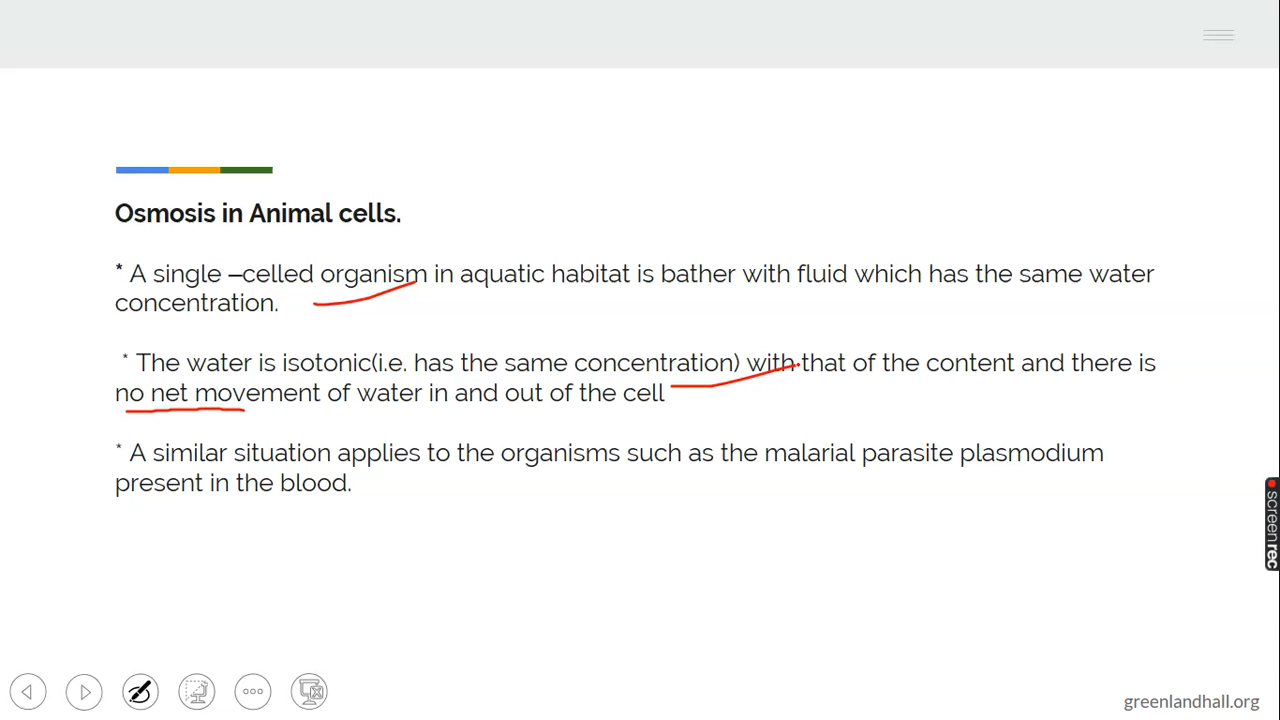 Osmosis in Animal cells.
* A single –celled organism in aquatic habitat is bather with fluid which has the same water
concentration.
* The water is isotonic(i.e. has the same concentration) with that of the content and there is
no net movement of water in and out of the cell
* A similar situation applies to the organisms such as the malarial parasite plasmodium
present in the blood.
screenrec
greenlandhall.org